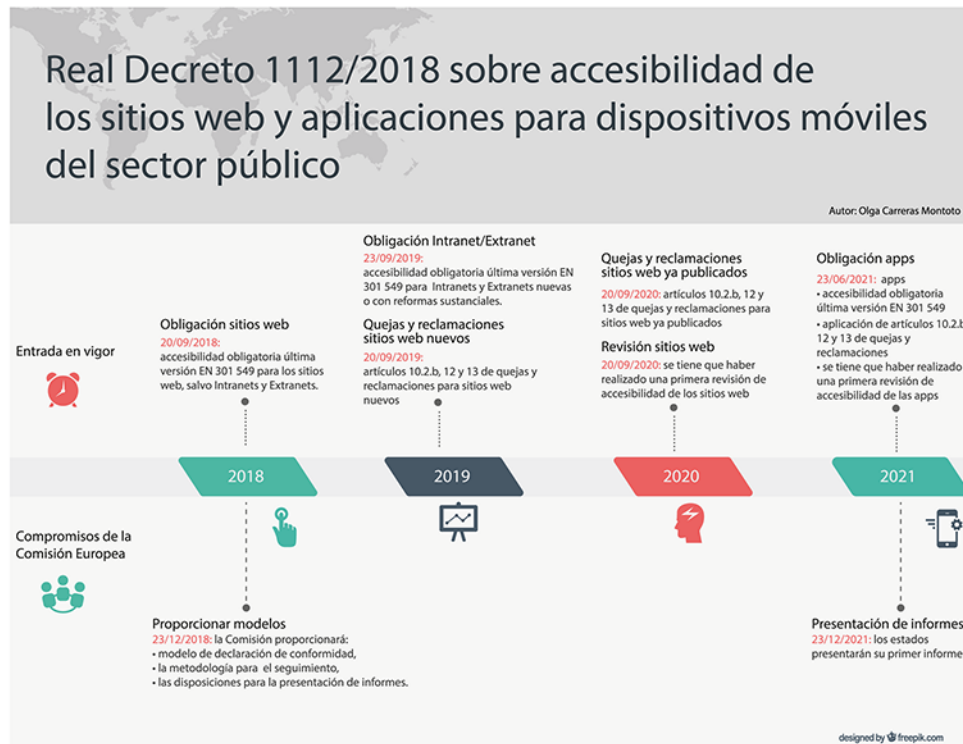 Real Decreto 1112/2018 sobre accesibilidad de
los sitios web y aplicaciones para dispositivos móviles
del sector público
Autor: Olga Carreras Montoto
Entrada en vigor
Obligación sitios web
20/09/2018:
accesibilidad obligatoria última
versión EN 301 549 para los sitios
web, salvo Intranets y Extranets.
Obligación Intranet/Extranet
23/09/2019:
accesibilidad obligatoria última versión EN
301 549 para Intranets y Extranets nuevas
o con reformas sustanciales.
Quejas y reclamaciones
sitios web nuevos
20/09/2019:
artículos 10.2.b, 12 y 13 de quejas y
reclamaciones para sitios web
nuevos
Quejas y reclamaciones
sitios web ya publicados
20/09/2020: artículos 10.2.b, 12 y
13 de quejas y reclamaciones para
sitios web ya publicados
Revisión sitios web
20/09/2020: se tiene que haber
realizado una primera revisión de
accesibilidad de los sitios web
Obligación apps
23/06/2021: apps
• accesibilidad obligatoria
última versión EN 301 549
• aplicación de artículos 10.2.b
12 y 13 de quejas y
reclamaciones
• se tiene que haber realizado
una primera revisión de
accesibilidad de las apps
2018
2019
2020
2021
Compromisos de la
Comisión Europea
Proporcionar modelos
23/12/2018: la Comisión proporcionará:
• modelo de declaración de conformidad,
• la metodología para el seguimiento,
• las disposiciones para la presentación de informes.
Presentación de informes
23/12/2021: los estados
presentarán su primer informe
designed by freepik.com